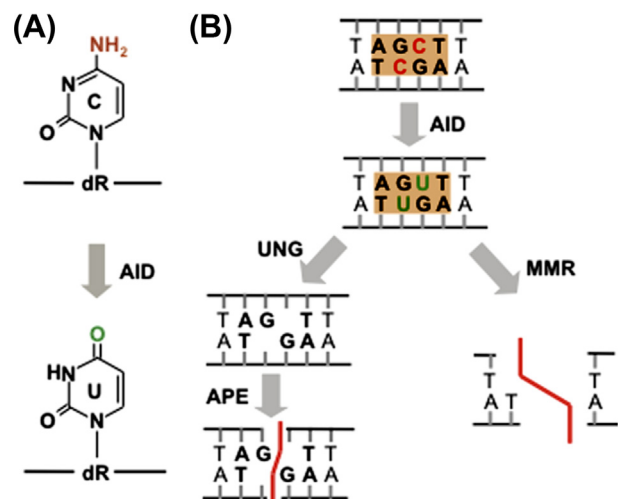 (A)
NH2
N
C
O
N
dR
AID
O
HN
U
O
N
dR
(B)
T A G C T T
A T C G A A
AID
T A G U T T
A T U G A A
UNG
MMR
T A G T T
A T G A A
APE
T A G T T
A T G A A
T T
A T A